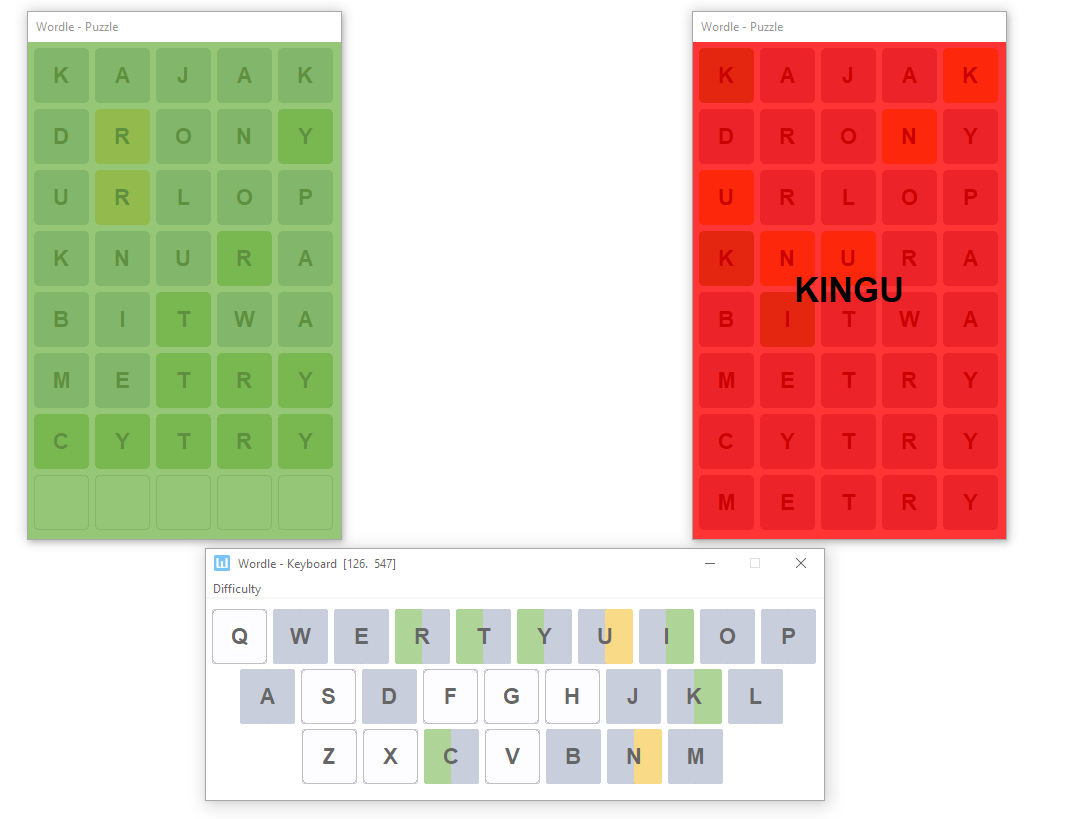 Wordle - Puzzle
K A J A K
D R O N Y
U R L O P
K N U R A
B I T W A
M E T R Y
C Y T R Y
Wordle - Puzzle
K A J A K
D R O N Y
U R L O P
K N U R A
KINGU
B I T W A
M E T R Y
C Y T R Y
M E T R Y
Wordle - Keyboard [126. 547]
Difficulty
Q W E R T Y U I O P
A S D F G H J K L
Z X C V B N M